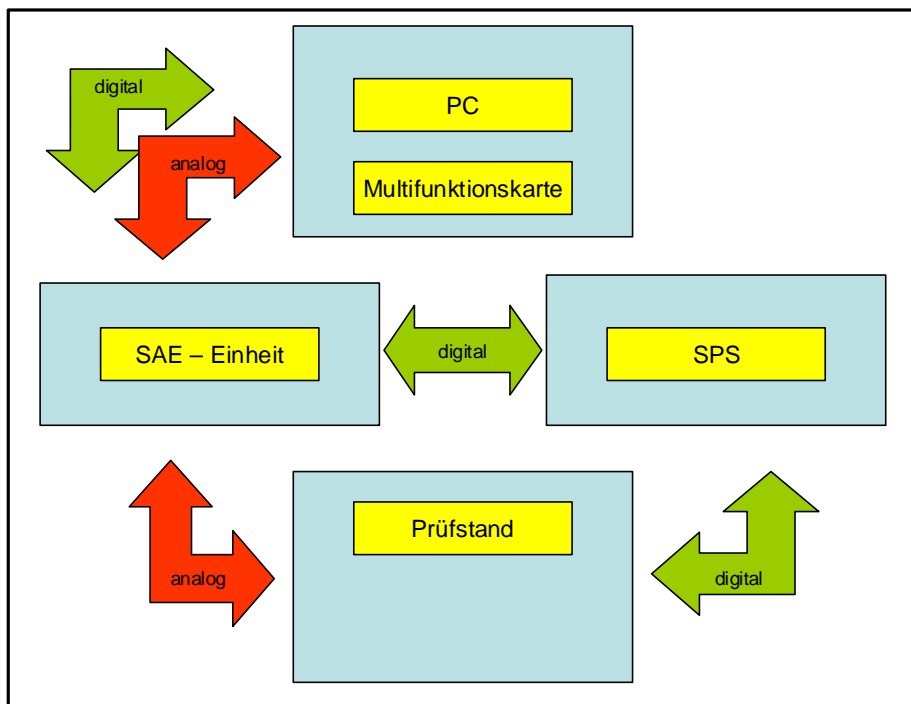 digital
PC
analog
Multifunktionskarte
SAE – Einheit
digital
SPS
Prüfstand
analog
digital